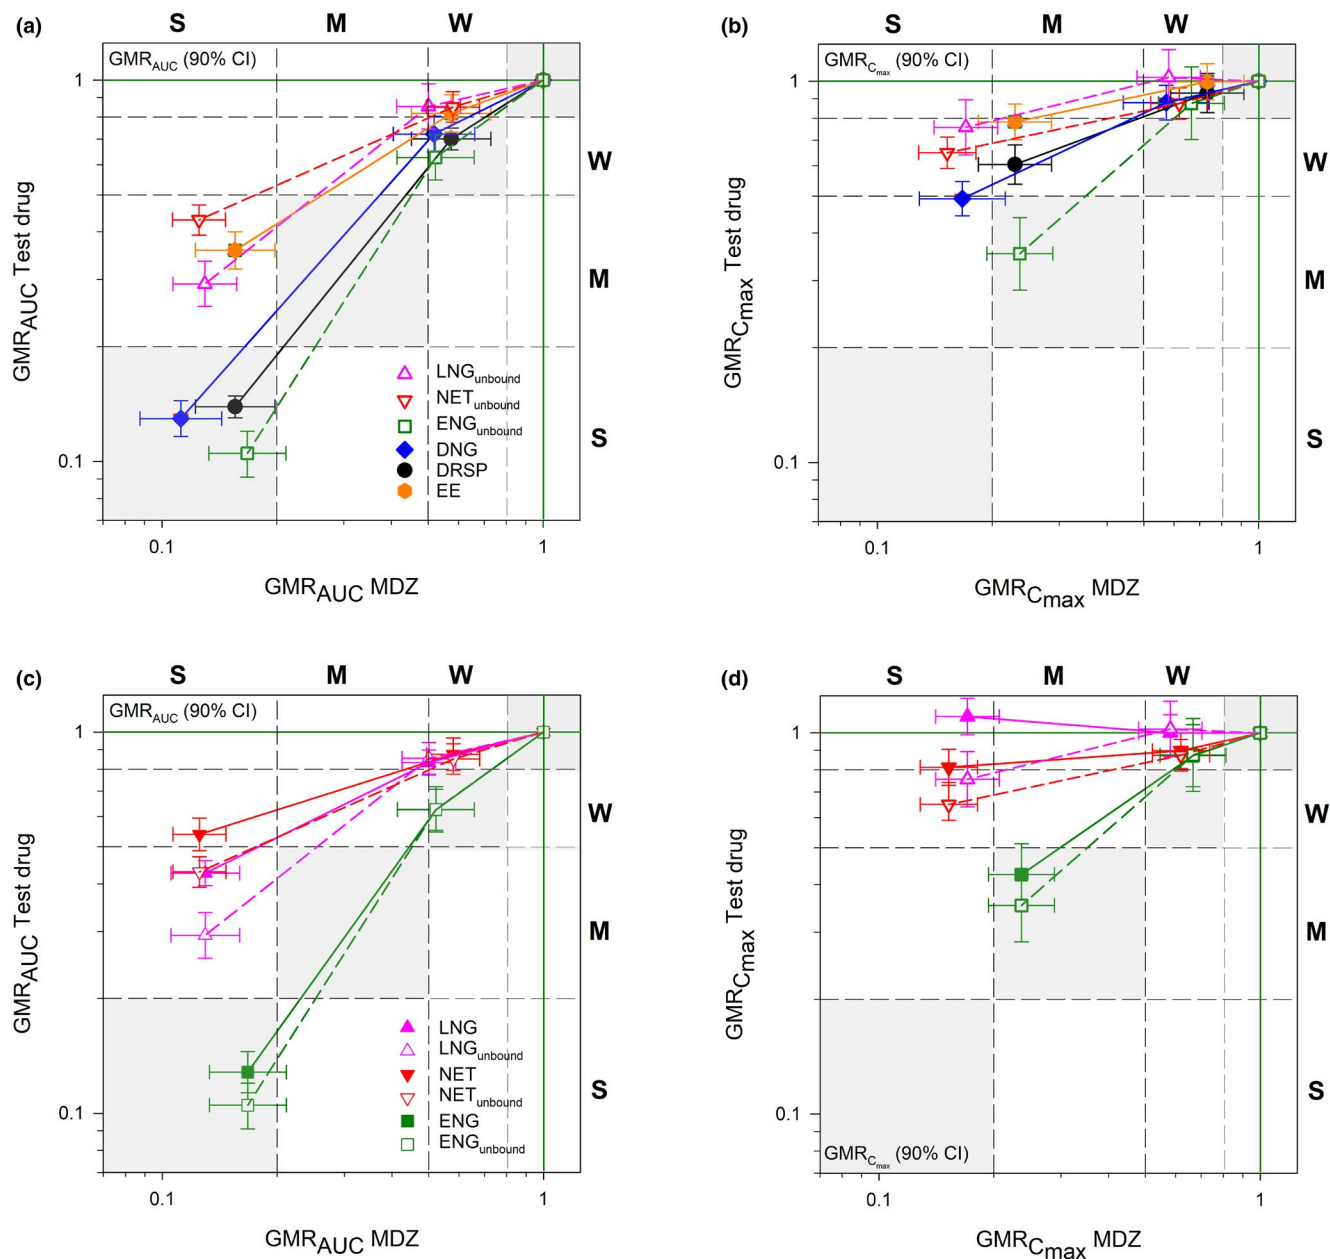 (a)
S M W
GMR_AUC (90% CI)
1
W
M
S
0.1
GMR_AUC Test drug
LNG_unbound
NET_unbound
ENG_unbound
DNG
DRSP
EE
0.1 1
GMR_AUC MDZ
(b)
S M W
GMR_Cmax (90% CI)
1
W
M
S
0.1
GMR_Cmax Test drug
0.1 1
GMR_Cmax MDZ
(c)
S M W
GMR_AUC (90% CI)
1
W
M
S
0.1
GMR_AUC Test drug
LNG
LNG_unbound
NET
NET_unbound
ENG
ENG_unbound
0.1 1
GMR_AUC MDZ
(d)
S M W
1
W
M
S
0.1
GMR_Cmax Test drug
GMR_Cmax (90% CI)
0.1 1
GMR_Cmax MDZ